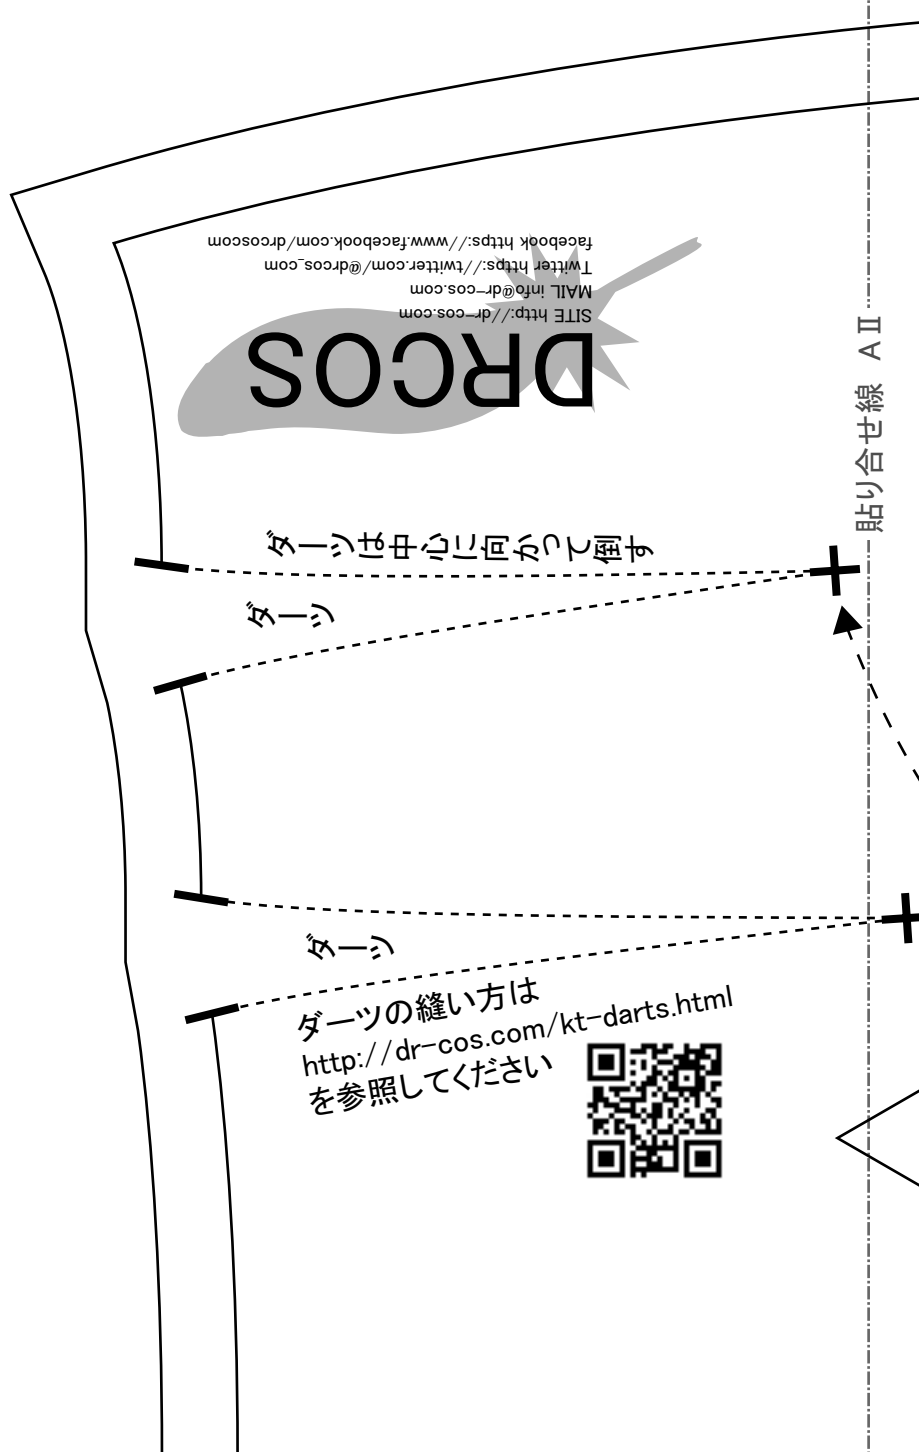 facebook https://www.facebook.com/drcoscom
Twitter https://twitter.com/@drcos_com
MAIL info@dr-cos.com
SITE http://dr-cos.com
DRCOS
貼り合せ線 AⅡ
ダーツは中心に向かって倒す
ダーツ
ダーツ
ダーツの縫い方は
http://dr-cos.com/kt-darts.html
を参照してください